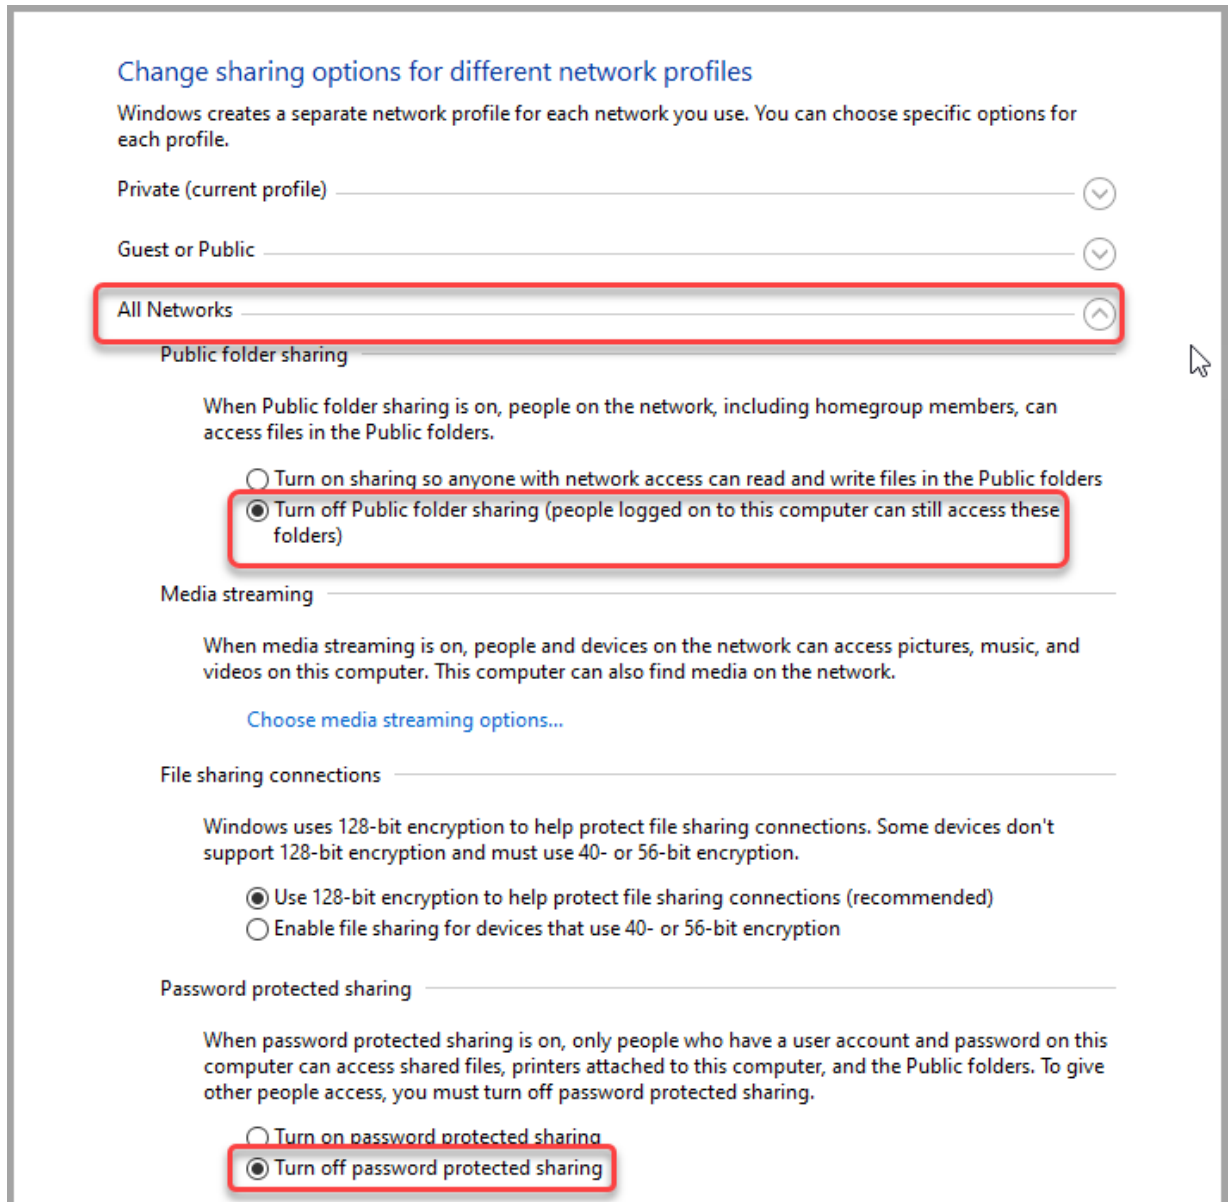 Change sharing options for different network profiles
Windows creates a separate network profile for each network you use. You can choose specific options for
each profile.
Private (current profile)
Guest or Public
All Networks
Public folder sharing
When Public folder sharing is on, people on the network, including homegroup members, can
access files in the Public folders.
Turn on sharing so anyone with network access can read and write files in the Public folders
Turn off Public folder sharing (people logged on to this computer can still access these
folders)
Media streaming
When media streaming is on, people and devices on the network can access pictures, music, and
videos on this computer. This computer can also find media on the network.
Choose media streaming options...
File sharing connections
Windows uses 128-bit encryption to help protect file sharing connections. Some devices don't
support 128-bit encryption and must use 40- or 56-bit encryption.
Use 128-bit encryption to help protect file sharing connections (recommended)
Enable file sharing for devices that use 40- or 56-bit encryption
Password protected sharing
When password protected sharing is on, only people who have a user account and password on this
computer can access shared files, printers attached to this computer, and the Public folders. To give
other people access, you must turn off password protected sharing.
Turn on password protected sharing
Turn off password protected sharing